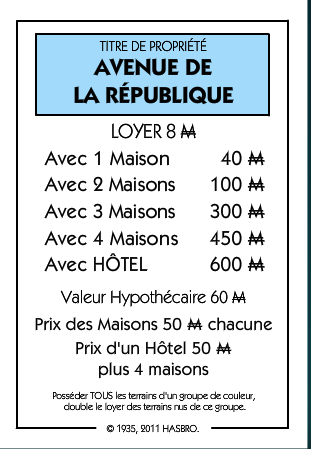 TITRE DE PROPRIÉTÉ
AVENUE DE
LA RÉPUBLIQUE
LOYER 8 M
Avec 1 Maison 40 M
Avec 2 Maisons 100 M
Avec 3 Maisons 300 M
Avec 4 Maisons 450 M
Avec HÔTEL 600 M
Valeur Hypothécaire 60 M
Prix des Maisons 50 M chacune
Prix d'un Hôtel 50 M
plus 4 maisons
Posséder TOUS les terrains d'un groupe de couleur,
double le loyer des terrains nus de ce groupe.
© 1935, 2011 HASBRO.